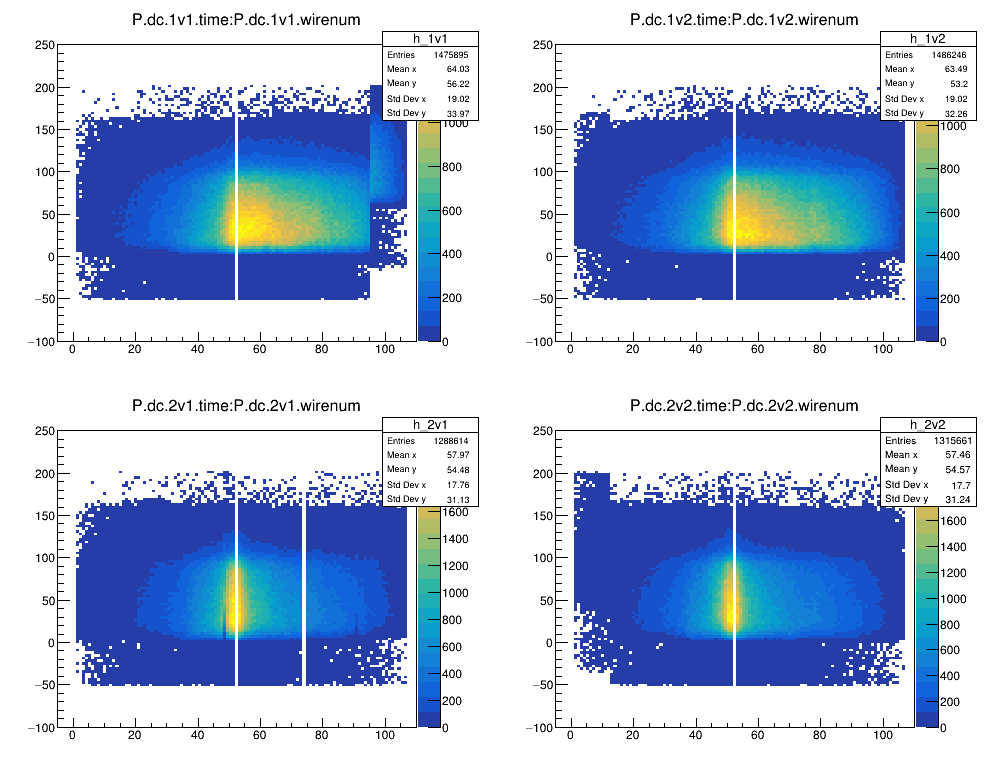 P.dc.1v1.time:P.dc.1v1.wirenum
h_1v1
Entries 1475895
Mean x 64.03
Mean y 56.22
Std Dev x 19.02
Std Dev y 33.97
250
200
150
100
50
0
−50
−100
0 20 40 60 80 100
1000
800
600
400
200
0
P.dc.1v2.time:P.dc.1v2.wirenum
h_1v2
Entries 1486246
Mean x 63.49
Mean y 53.2
Std Dev x 19.02
Std Dev y 32.26
250
200
150
100
50
0
−50
−100
0 20 40 60 80 100
1000
800
600
400
200
0
P.dc.2v1.time:P.dc.2v1.wirenum
h_2v1
Entries 1288614
Mean x 57.97
Mean y 54.48
Std Dev x 17.76
Std Dev y 31.13
250
200
150
100
50
0
−50
−100
0 20 40 60 80 100
1600
1400
1200
1000
800
600
400
200
0
P.dc.2v2.time:P.dc.2v2.wirenum
h_2v2
Entries 1315661
Mean x 57.46
Mean y 54.57
Std Dev x 17.7
Std Dev y 31.24
250
200
150
100
50
0
−50
−100
0 20 40 60 80 100
1600
1400
1200
1000
800
600
400
200
0